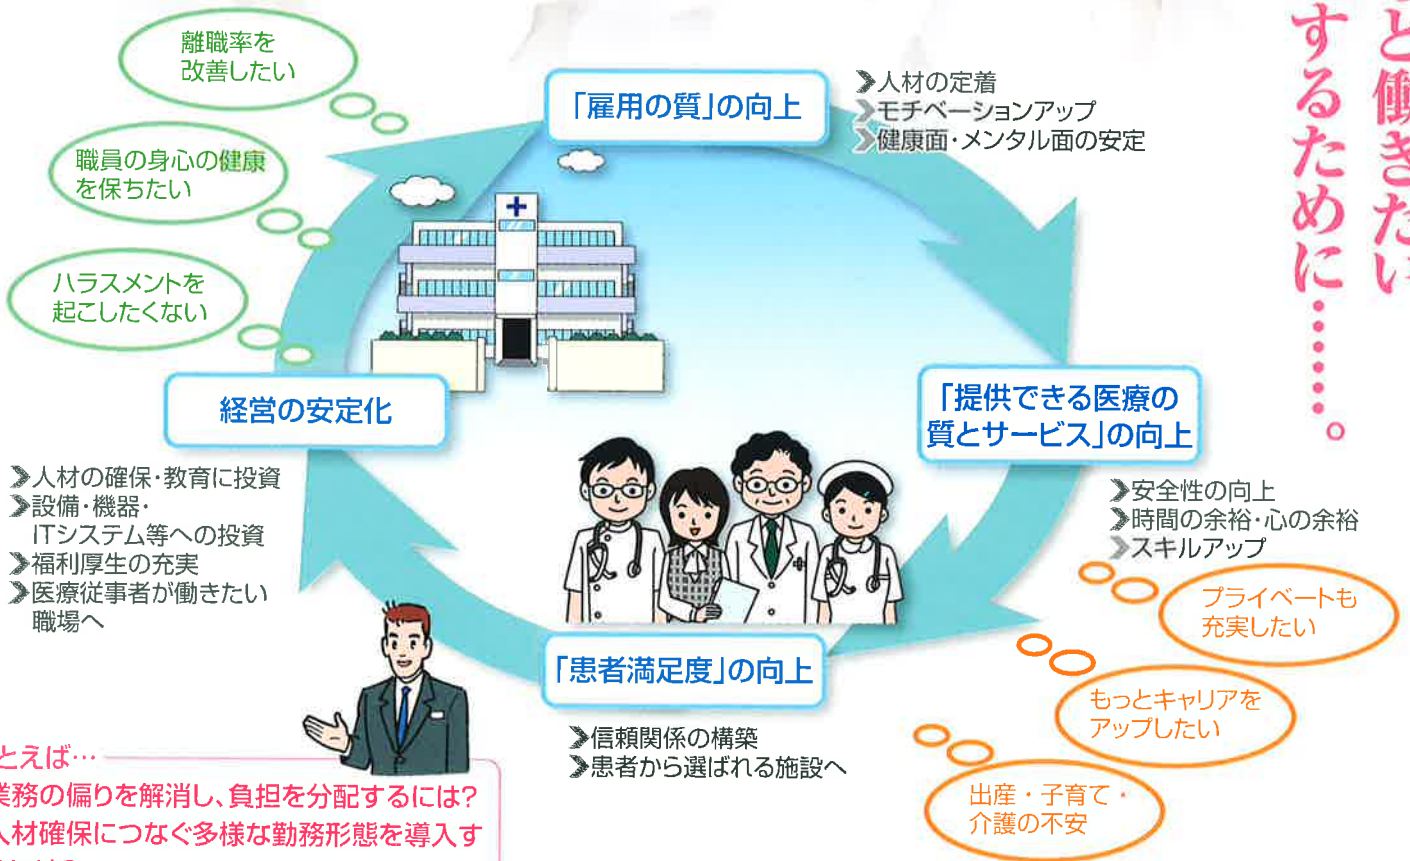 と働きたい
するために………。
離職率を
改善したい
職員の身心の健康
を保ちたい
ハラスメントを
起こしたくない
「雇用の質」の向上
人材の定着
モチベーションアップ
健康面・メンタル面の安定
「提供できる医療の
質とサービス」の向上
安全性の向上
時間の余裕・心の余裕
スキルアップ
プライベートも
充実したい
もっとキャリアを
アップしたい
出産・子育て・
介護の不安
「患者満足度」の向上
信頼関係の構築
患者から選ばれる施設へ
経営の安定化
人材の確保・教育に投資
設備・機器・
ITシステム等への投資
福利厚生の充実
医療従事者が働きたい
職場へ
とえば…
業務の偏りを解消し、負担を分配するには?
人材確保につなぐ多様な勤務形態を導入す